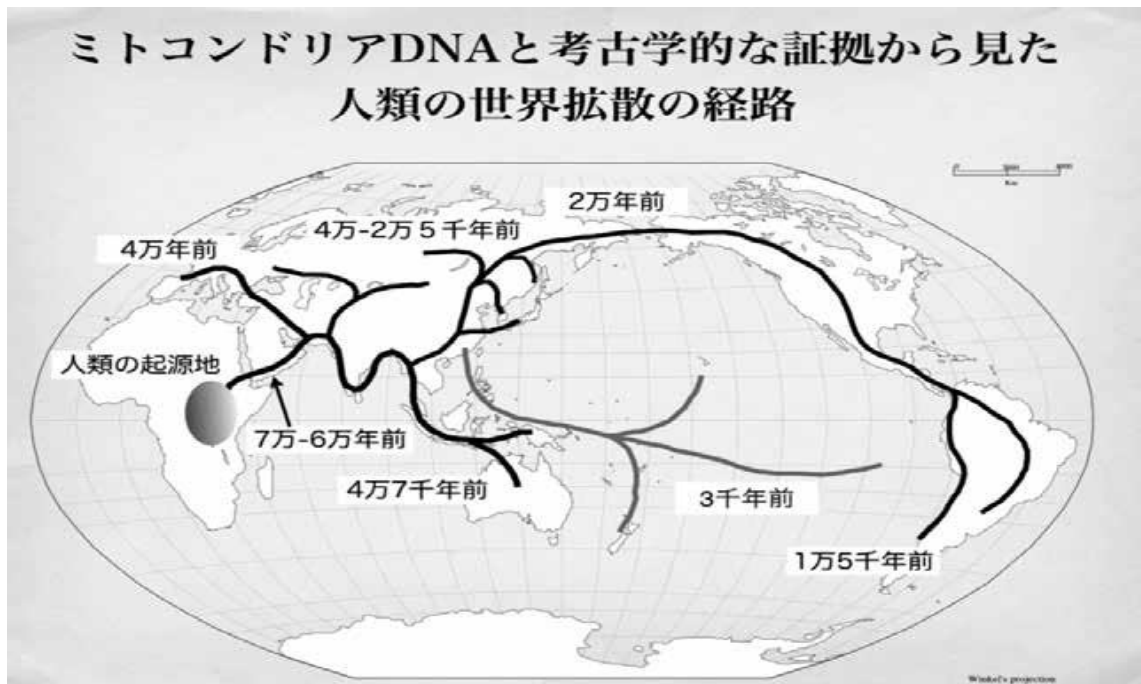 ミトコンドリアDNAと考古学的な証拠から見た
人類の世界拡散の経路
2万年前
4万-2万5千年前
4万年前
人類の起源地
7万-6万年前
4万7千年前
3千年前
1万5千年前
Km
Winkel's projection